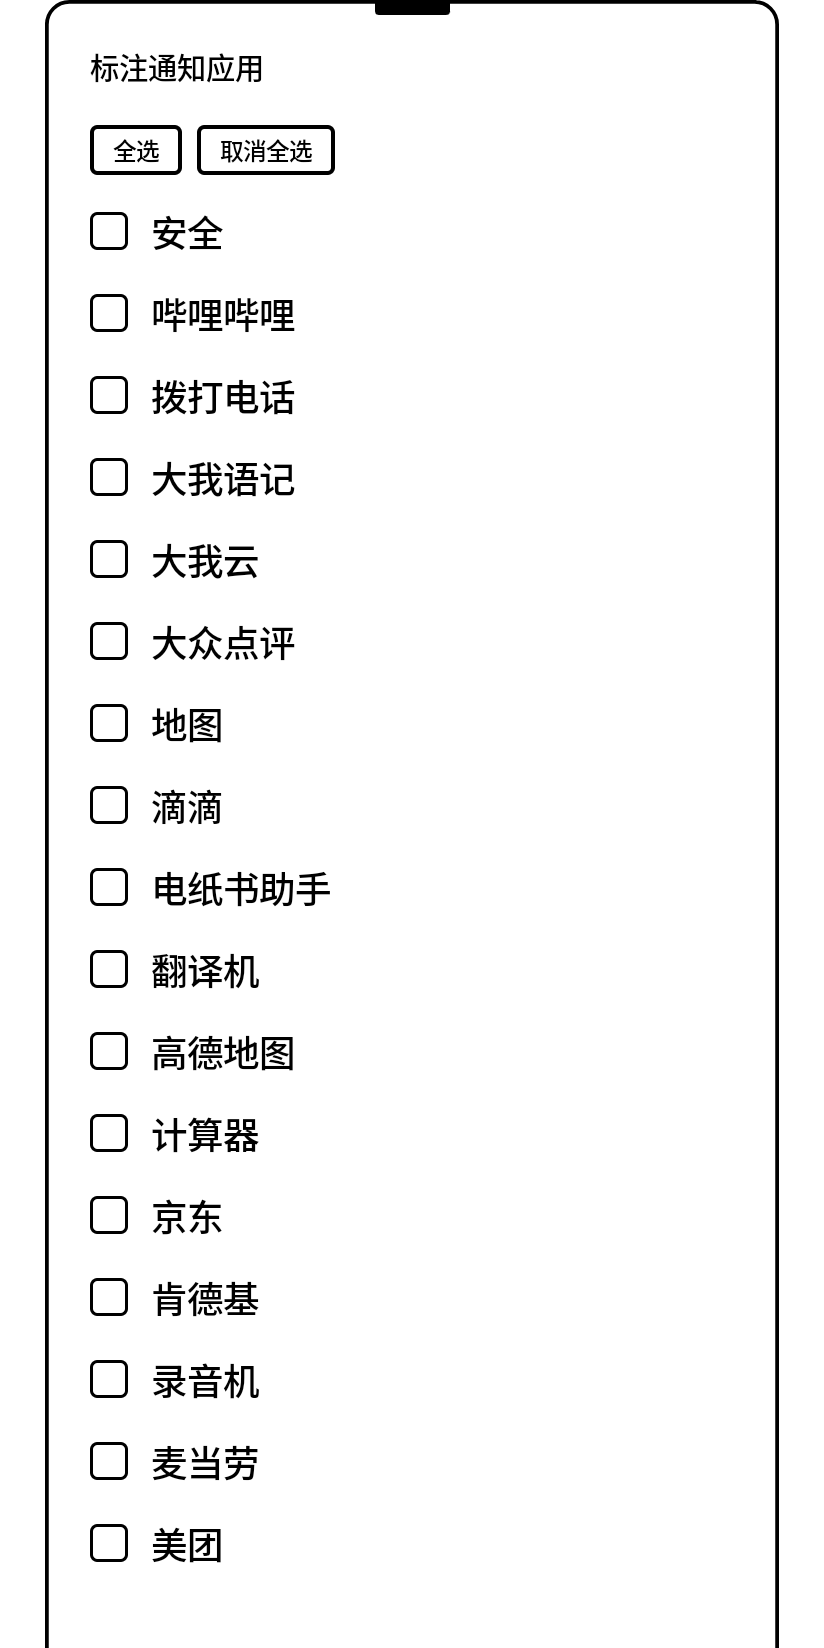 标注通知应用
全选 取消全选
安全
哔哩哔哩
拨打电话
大我语记
大我云
大众点评
地图
滴滴
电纸书助手
翻译机
高德地图
计算器
京东
肯德基
录音机
麦当劳
美团